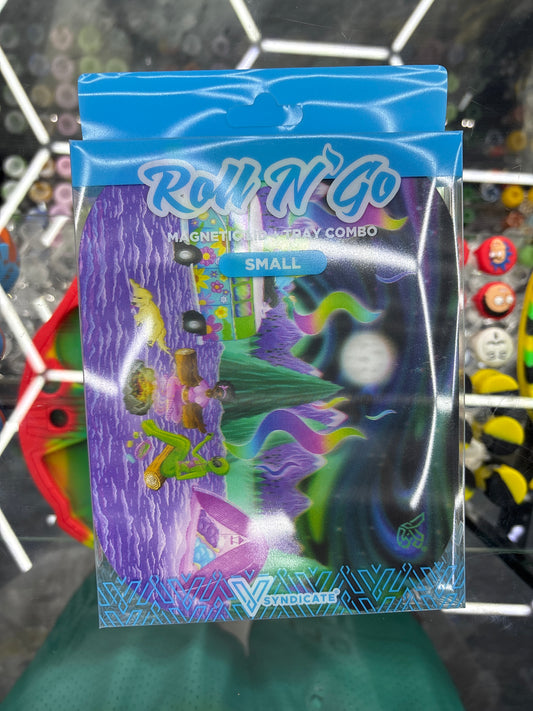 Roll N' Go
MAGNETIC LID / TRAY COMBO
SMALL
V SYNDICATE